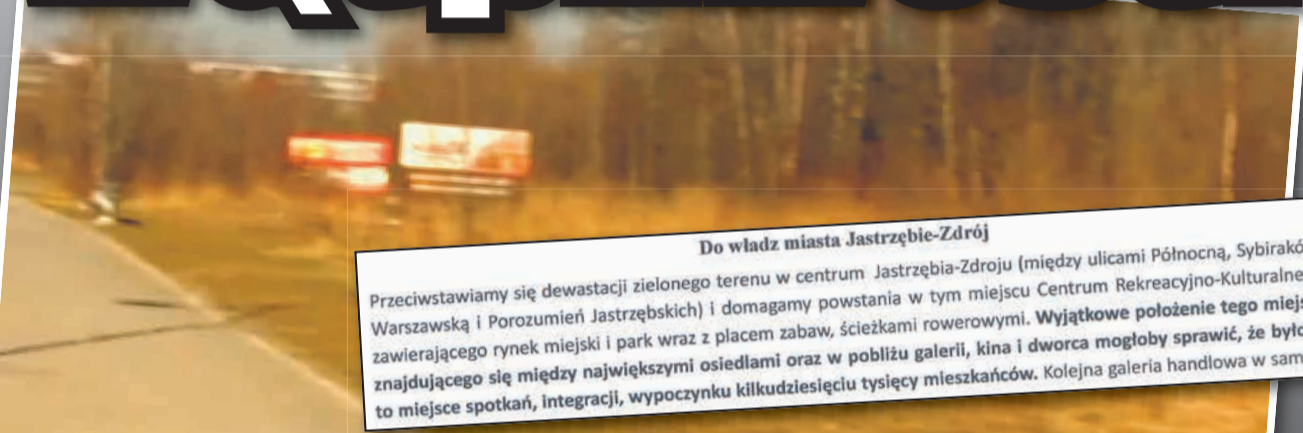 Do władz miasta Jastrzębie-Zdrój
Przeciwstawiamy się dewastacji zielonego terenu w centrum Jastrzębia-Zdroju (między ulicami Północną, Sybirakó
Warszawską i Porozumień Jastrzębskich) i domagamy powstania w tym miejscu Centrum Rekreacyjno-Kulturalne
zawierającego rynek miejski i park wraz z placem zabaw, ścieżkami rowerowymi. Wyjątkowe położenie tego miejs
znajdującego się między największymi osiedlami oraz w pobliżu galerii, kina i dworca mogłoby sprawić, że było
to miejsce spotkań, integracji, wypoczynku kilkudziesięciu tysięcy mieszkańców. Kolejna galeria handlowa w sam